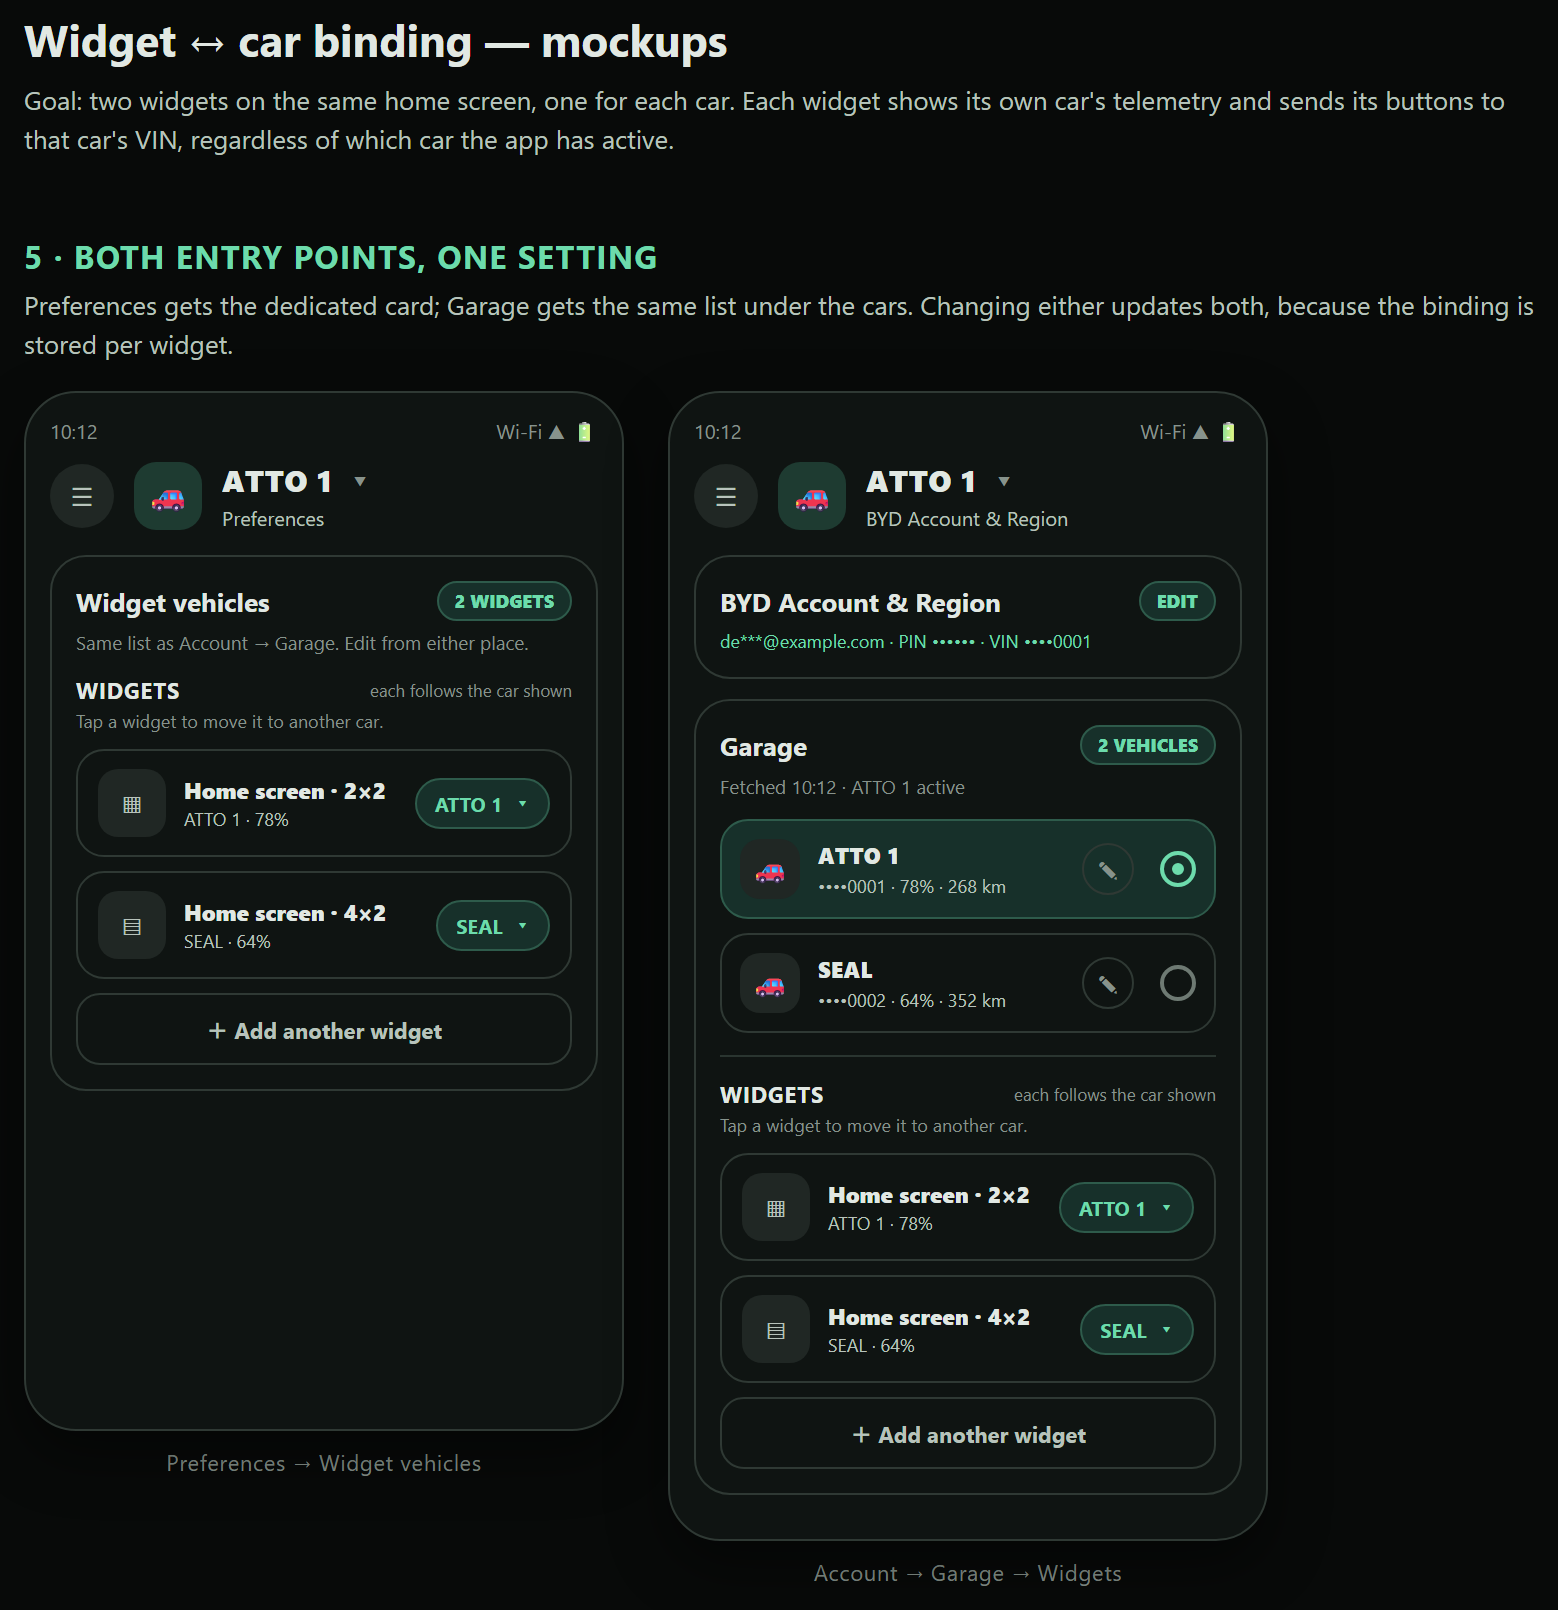 Widget ↔ car binding — mockups
Goal: two widgets on the same home screen, one for each car. Each widget shows its own car's telemetry and sends its buttons to
that car's VIN, regardless of which car the app has active.
5 · BOTH ENTRY POINTS, ONE SETTING
Preferences gets the dedicated card; Garage gets the same list under the cars. Changing either updates both, because the binding is
stored per widget.
10:12
Wi-Fi
ATTO 1 ▼
Preferences
Widget vehicles
2 WIDGETS
Same list as Account → Garage. Edit from either place.
WIDGETS
each follows the car shown
Tap a widget to move it to another car.
Home screen · 2×2
ATTO 1 · 78%
ATTO 1 ▼
Home screen · 4×2
SEAL · 64%
SEAL ▼
+ Add another widget
Preferences → Widget vehicles
10:12
Wi-Fi
ATTO 1 ▼
BYD Account & Region
BYD Account & Region
EDIT
de***@example.com · PIN •••••• · VIN ••••0001
Garage
2 VEHICLES
Fetched 10:12 · ATTO 1 active
ATTO 1
••••0001 · 78% · 268 km
SEAL
••••0002 · 64% · 352 km
WIDGETS
each follows the car shown
Tap a widget to move it to another car.
Home screen · 2×2
ATTO 1 · 78%
ATTO 1 ▼
Home screen · 4×2
SEAL · 64%
SEAL ▼
+ Add another widget
Account → Garage → Widgets